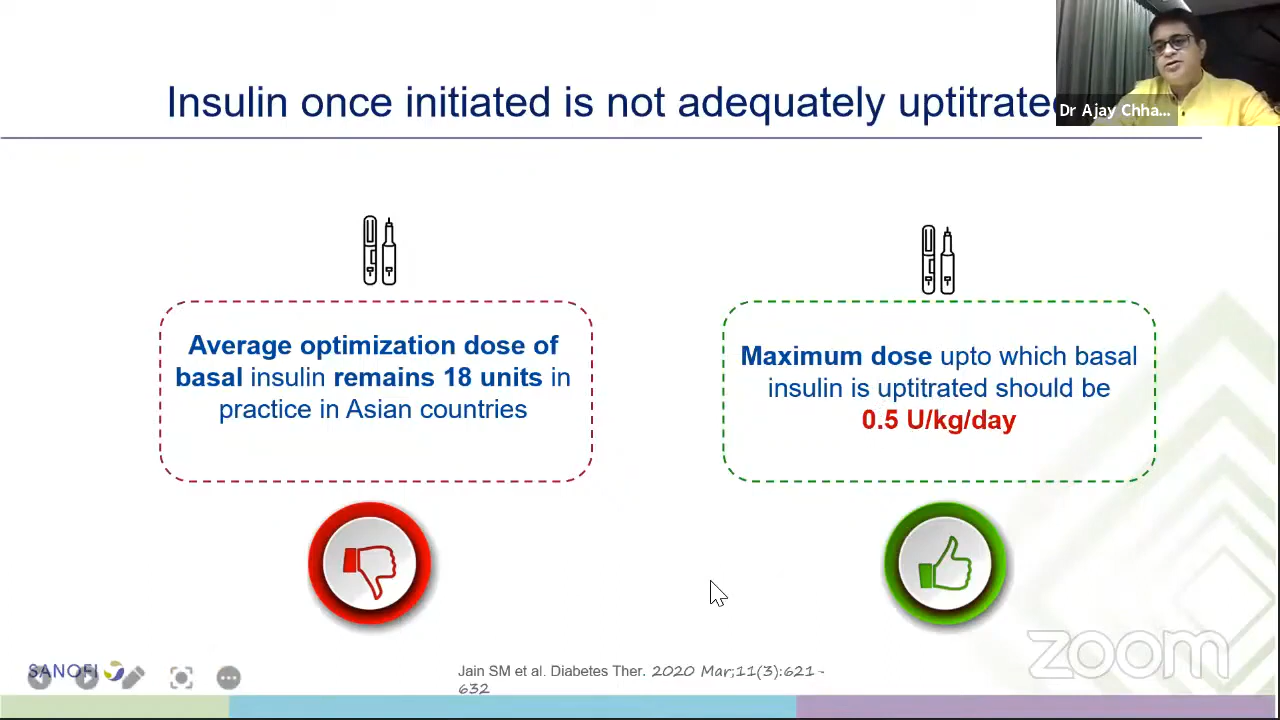 Insulin once initiated is not adequately uptitrate
Dr Ajay Chha...
Average optimization dose of
basal insulin remains 18 units in
practice in Asian countries
Maximum dose upto which basal
insulin is uptitrated should be
0.5 U/kg/day
SANOFI
Jain SM et al. Diabetes Ther. 2020 Mar;11(3):621-
632
zoom